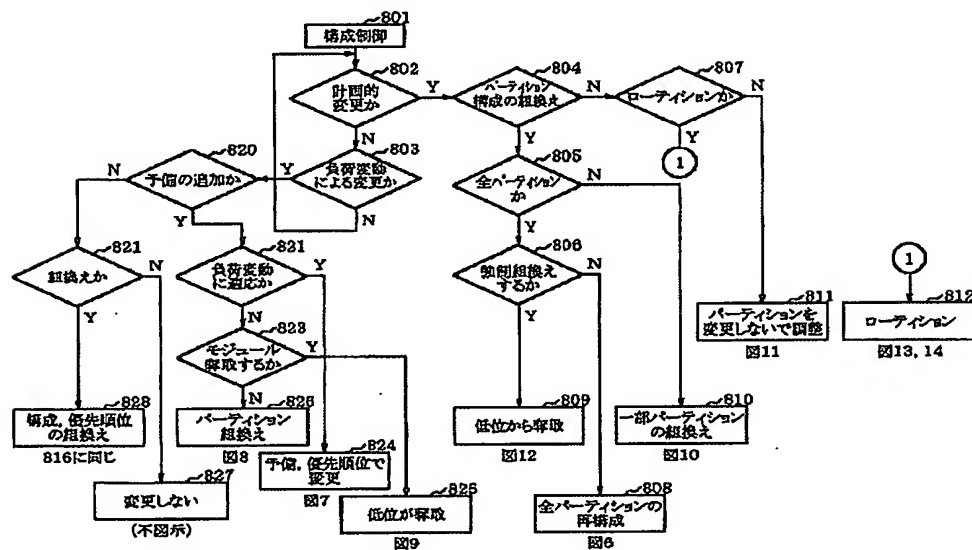 801
構成制御
802
計画的
変更か
Y
N
804
パーティション
構成の組換え
N
Y
807
ローティションか
N
Y
1
803
負荷変動
による変更か
Y
N
820
予備の追加か
N
Y
805
全パーティション
か
N
Y
821
組換えか
N
Y
821
負荷変動
に適応か
Y
N
806
強制組換え
するか
N
Y
823
モジュール
奪取するか
Y
N
811
パーティションを
変更しないで調整
図11
1
812
ローティション
図13, 14
828
構成,優先順位
の組換え
816に同じ
826
パーティション
組換え
図8
809
低位から奪取
図12
810
一部パーティション
の組換え
図10
827
変更しない
(不図示)
824
予備,優先順位で
変更
図7
825
低位が奪取
図9
808
全パーティションの
再構成
図6